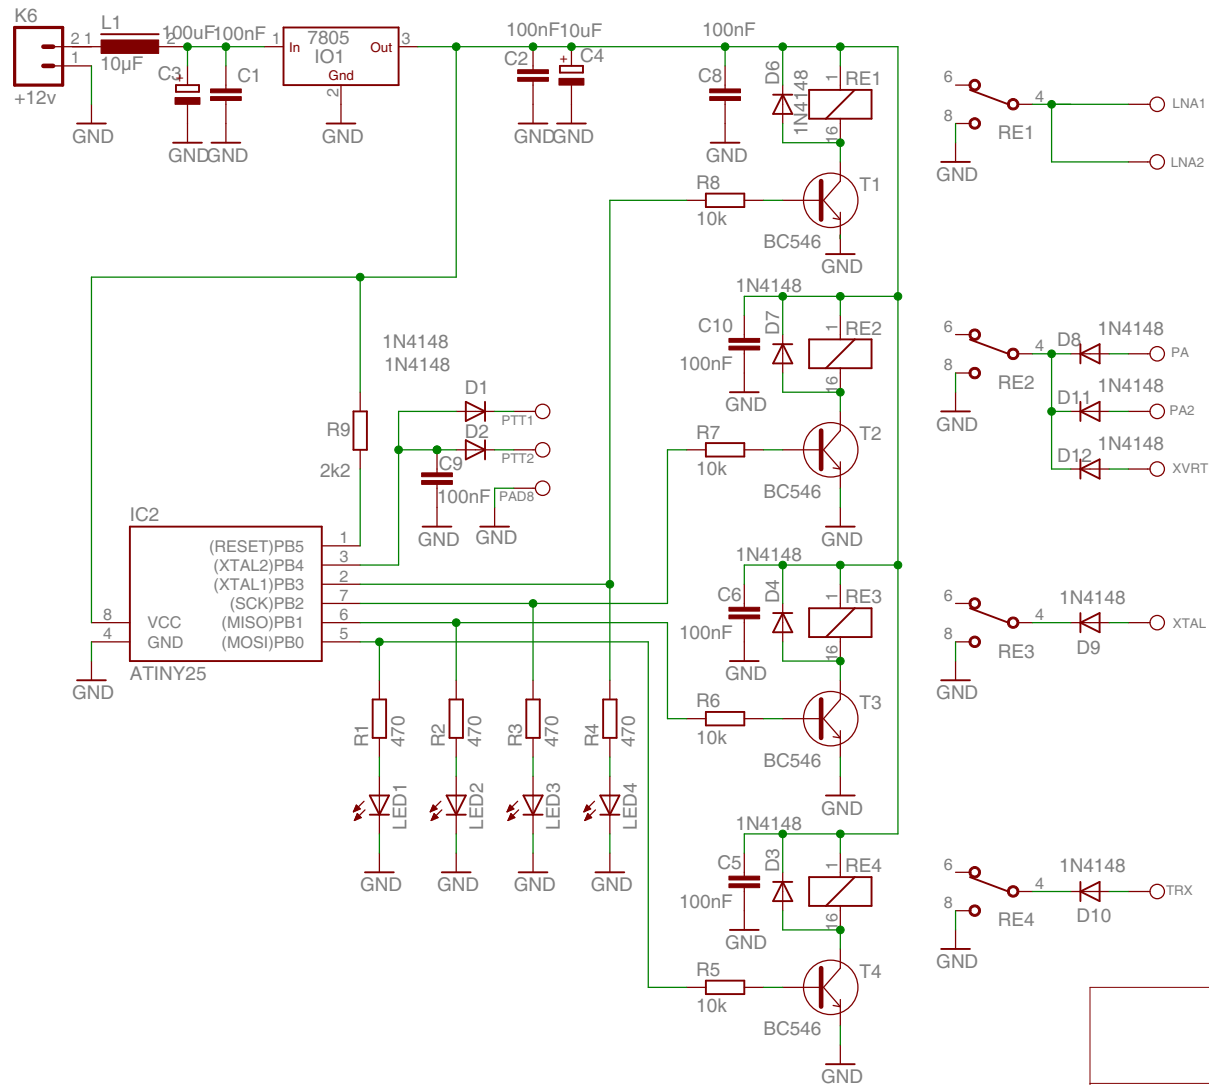 K6
2 1
1
+12v
L1
10µF
GND
100uF
C3
+
GND
100nF
C1
GND
1
In
7805
IO1
Out
3
Gnd
2
GND
100nF
C2
10uF
C4
+
GND
100nF
C8
GND
D6
1N4148
1
RE1
16
R8
10k
T1
BC546
GND
6
8
4
RE1
GND
LNA1
LNA2
1N4148
C10
100nF
GND
D7
1
RE2
16
R7
10k
T2
BC546
GND
6
8
4
RE2
GND
D8
1N4148
PA
D11
1N4148
PA2
D12
1N4148
XVRT
1N4148
1N4148
D1
PTT1
D2
PTT2
C9
100nF
GND
PAD8
GND
R9
2k2
IC2
(RESET)PB5
1
(XTAL2)PB4
3
(XTAL1)PB3
2
(SCK)PB2
7
8
VCC
(MISO)PB1
6
4
GND
(MOSI)PB0
5
ATINY25
GND
1N4148
C6
100nF
GND
D4
1
RE3
16
R6
10k
T3
BC546
GND
6
8
4
RE3
GND
1N4148
D9
XTAL
R1
470
LED1
GND
R2
470
LED2
GND
R3
470
LED3
GND
R4
470
LED4
GND
1N4148
C5
100nF
GND
D3
1
RE4
16
R5
10k
T4
BC546
GND
6
8
4
RE4
GND
1N4148
D10
TRX